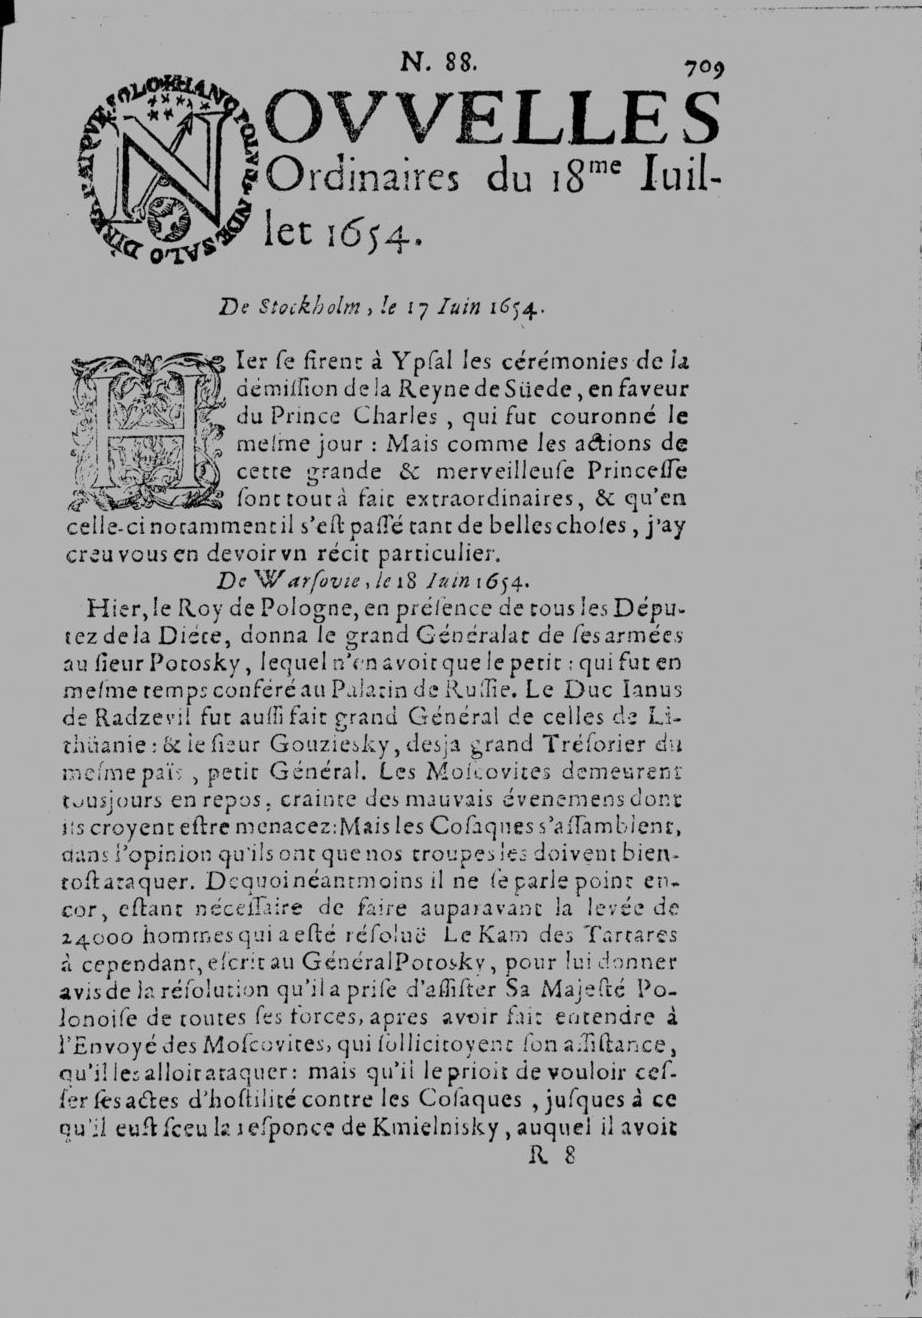 N. 88. 709
NOVVELLES
Ordinaires du 18me Iuil-
let 1654.
De Stockholm, le 17 Iuin 1654.
HIer ſe firent à Ypſal les cérémonies de la
démiſſion de la Reyne de Süede, en faveur
du Prince Charles, qui fut couronné le
meſme jour : Mais comme les actions de
cette grande & merveilleuſe Princeſſe
ſont tout à fait extraordinaires, & qu'en
celle-ci notamment il s'eſt paſſé tant de belles choſes, j'ay
creu vous en devoir vn récit particulier.
De Warſovie, le 18 Iuin 1654.
Hier, le Roy de Pologne, en préſence de tous les Dépu-
tez de la Diéte, donna le grand Généralat de ſes armées
au ſieur Potosky, lequel n'en avoit que le petit : qui fut en
meſme temps conféré au Palatin de Ruſſie. Le Duc Ianus
de Radzevil fut auſſi fait grand Général de celles de Li-
thüanie : & le ſieur Gouziesky, desja grand Tréſorier du
meſme païs, petit Général. Les Moſcovites demeurent
tousjours en repos, crainte des mauvais évenemens dont
ils croyent eſtre menacez: Mais les Coſaques s'aſſamblent,
dans l'opinion qu'ils ont que nos troupes les doivent bien-
toſt ataquer. Dequoi néantmoins il ne ſe parle point en-
cor, eſtant néceſſaire de faire auparavant la levée de
24000 hommes qui a eſté réſoluë Le Kam des Tartares
à cependant, eſcrit au Général Potosky, pour lui donner
avis de la réſolution qu'il a priſe d'aſſiſter Sa Majeſté Po-
lonoiſe de toutes ſes forces, apres avoir fait entendre à
l'Envoyé des Moſcovites, qui ſollicitoyent ſon aſſiſtance,
qu'il les alloit ataquer : mais qu'il le prioit de vouloir ceſ-
ſer ſes actes d'hoſtilité contre les Coſaques, juſques à ce
qu'il euſt ſceu la reſponce de Kmielnisky, auquel il avoit
R 8